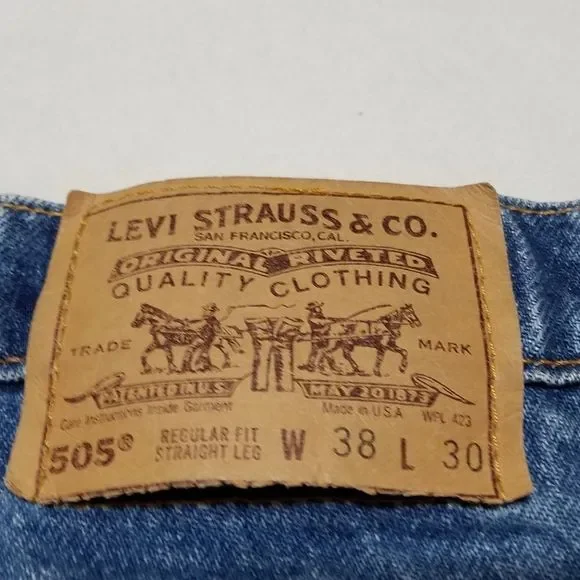 LEVI STRAUSS & CO.
SAN FRANCISCO, CAL.
ORIGINAL RIVETED
QUALITY CLOTHING
TRADE MARK
PATENTED IN U.S. MAY 20 1873
Care Instructions Inside Garment Made in U.S.A WPL 423
505® REGULAR FIT W 38 L 30
STRAIGHT LEG